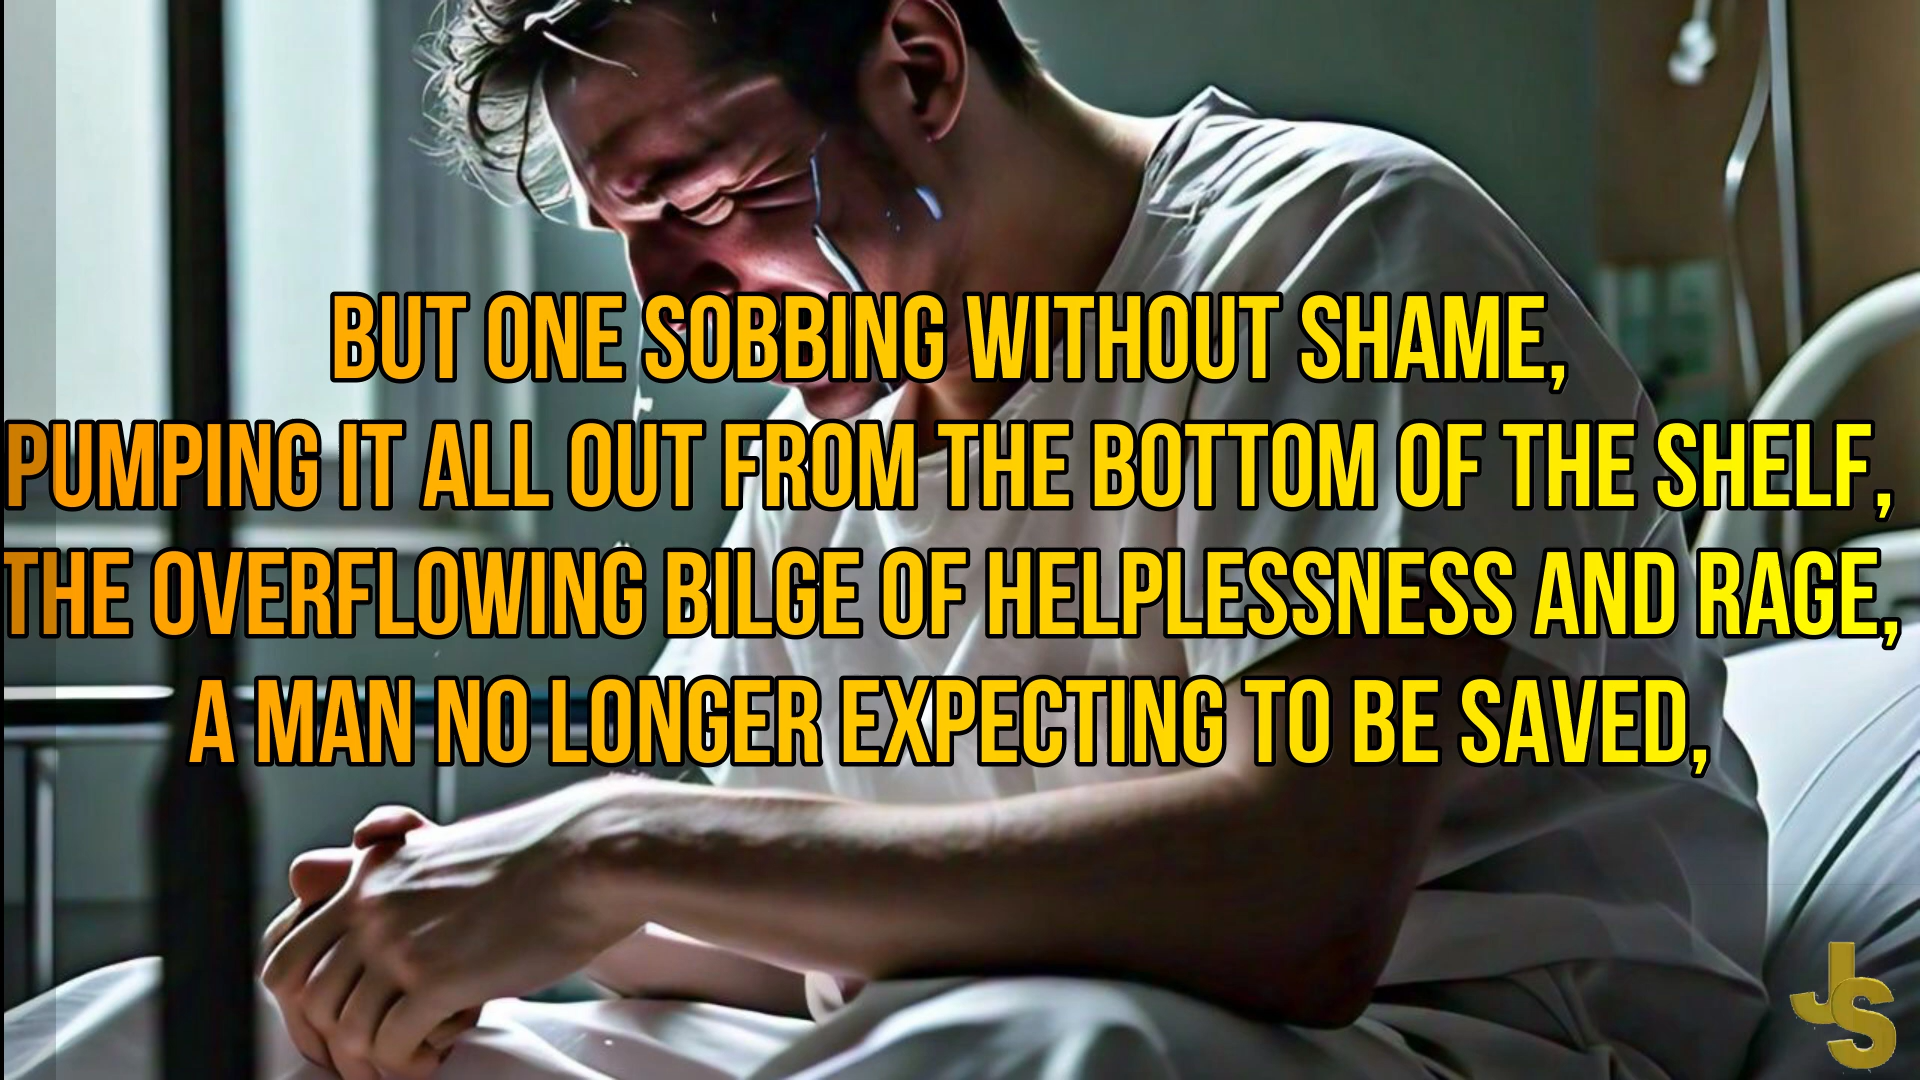 BUT ONE SOBBING WITHOUT SHAME,
PUMPING IT ALL OUT FROM THE BOTTOM OF THE SHELF,
THE OVERFLOWING BILGE OF HELPLESSNESS AND RAGE,
A MAN NO LONGER EXPECTING TO BE SAVED,
JS